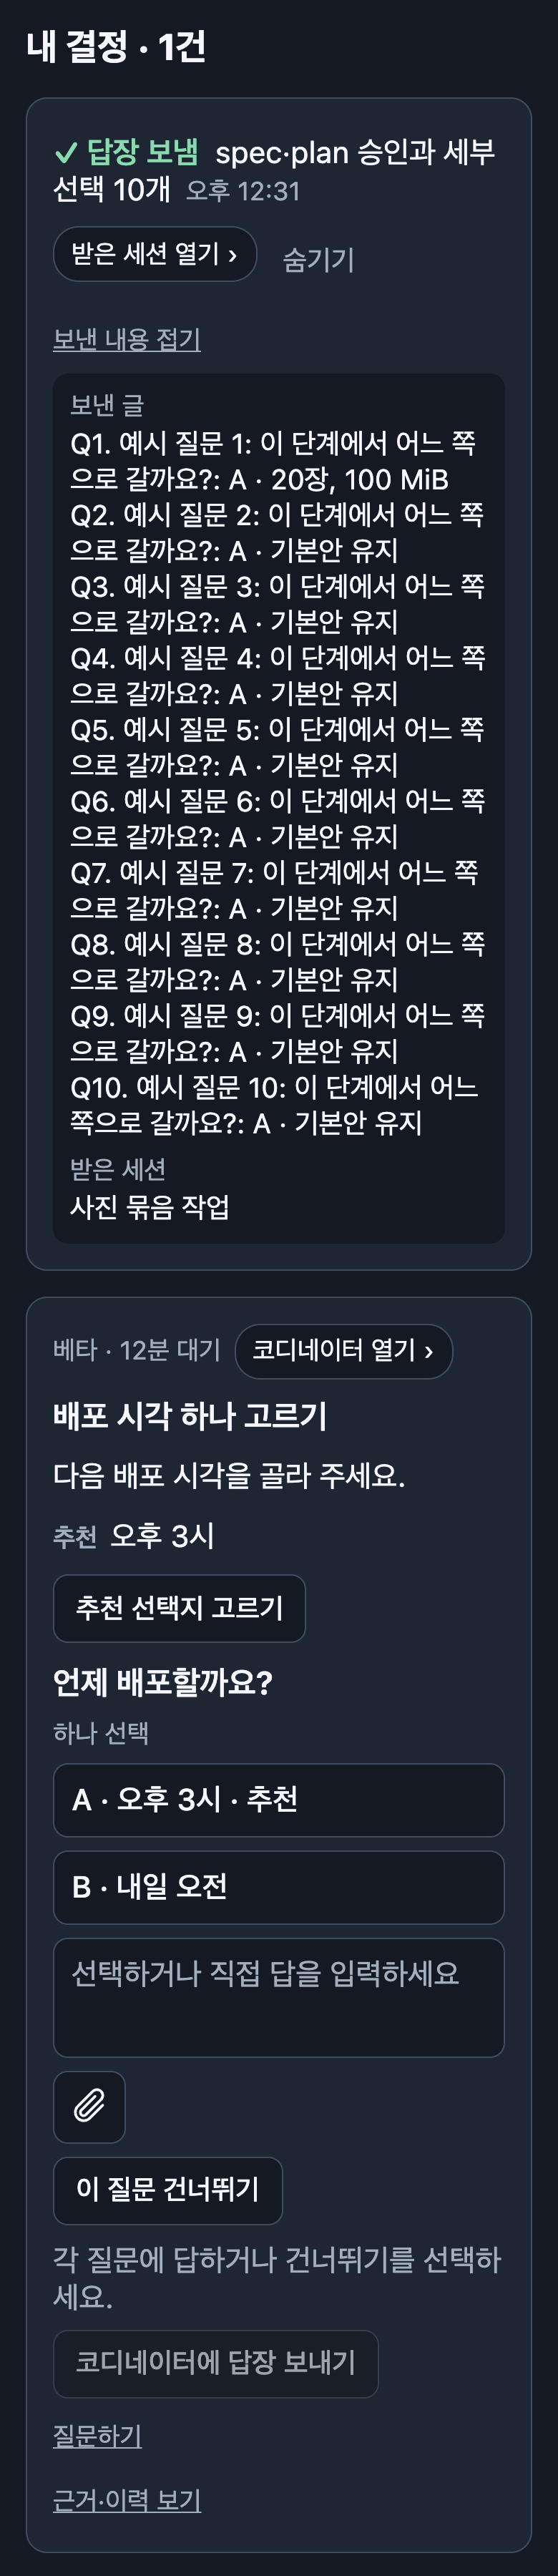 내 결정 · 1건
✓ 답장 보냄 spec·plan 승인과 세부
선택 10개 오후 12:31
받은 세션 열기 › 숨기기
보낸 내용 접기
보낸 글
Q1. 예시 질문 1: 이 단계에서 어느 쪽
으로 갈까요?: A · 20장, 100 MiB
Q2. 예시 질문 2: 이 단계에서 어느 쪽
으로 갈까요?: A · 기본안 유지
Q3. 예시 질문 3: 이 단계에서 어느 쪽
으로 갈까요?: A · 기본안 유지
Q4. 예시 질문 4: 이 단계에서 어느 쪽
으로 갈까요?: A · 기본안 유지
Q5. 예시 질문 5: 이 단계에서 어느 쪽
으로 갈까요?: A · 기본안 유지
Q6. 예시 질문 6: 이 단계에서 어느 쪽
으로 갈까요?: A · 기본안 유지
Q7. 예시 질문 7: 이 단계에서 어느 쪽
으로 갈까요?: A · 기본안 유지
Q8. 예시 질문 8: 이 단계에서 어느 쪽
으로 갈까요?: A · 기본안 유지
Q9. 예시 질문 9: 이 단계에서 어느 쪽
으로 갈까요?: A · 기본안 유지
Q10. 예시 질문 10: 이 단계에서 어느
쪽으로 갈까요?: A · 기본안 유지
받은 세션
사진 묶음 작업
베타 · 12분 대기 코디네이터 열기 ›
배포 시각 하나 고르기
다음 배포 시각을 골라 주세요.
추천 오후 3시
추천 선택지 고르기
언제 배포할까요?
하나 선택
A · 오후 3시 · 추천
B · 내일 오전
선택하거나 직접 답을 입력하세요
이 질문 건너뛰기
각 질문에 답하거나 건너뛰기를 선택하
세요.
코디네이터에 답장 보내기
질문하기
근거·이력 보기